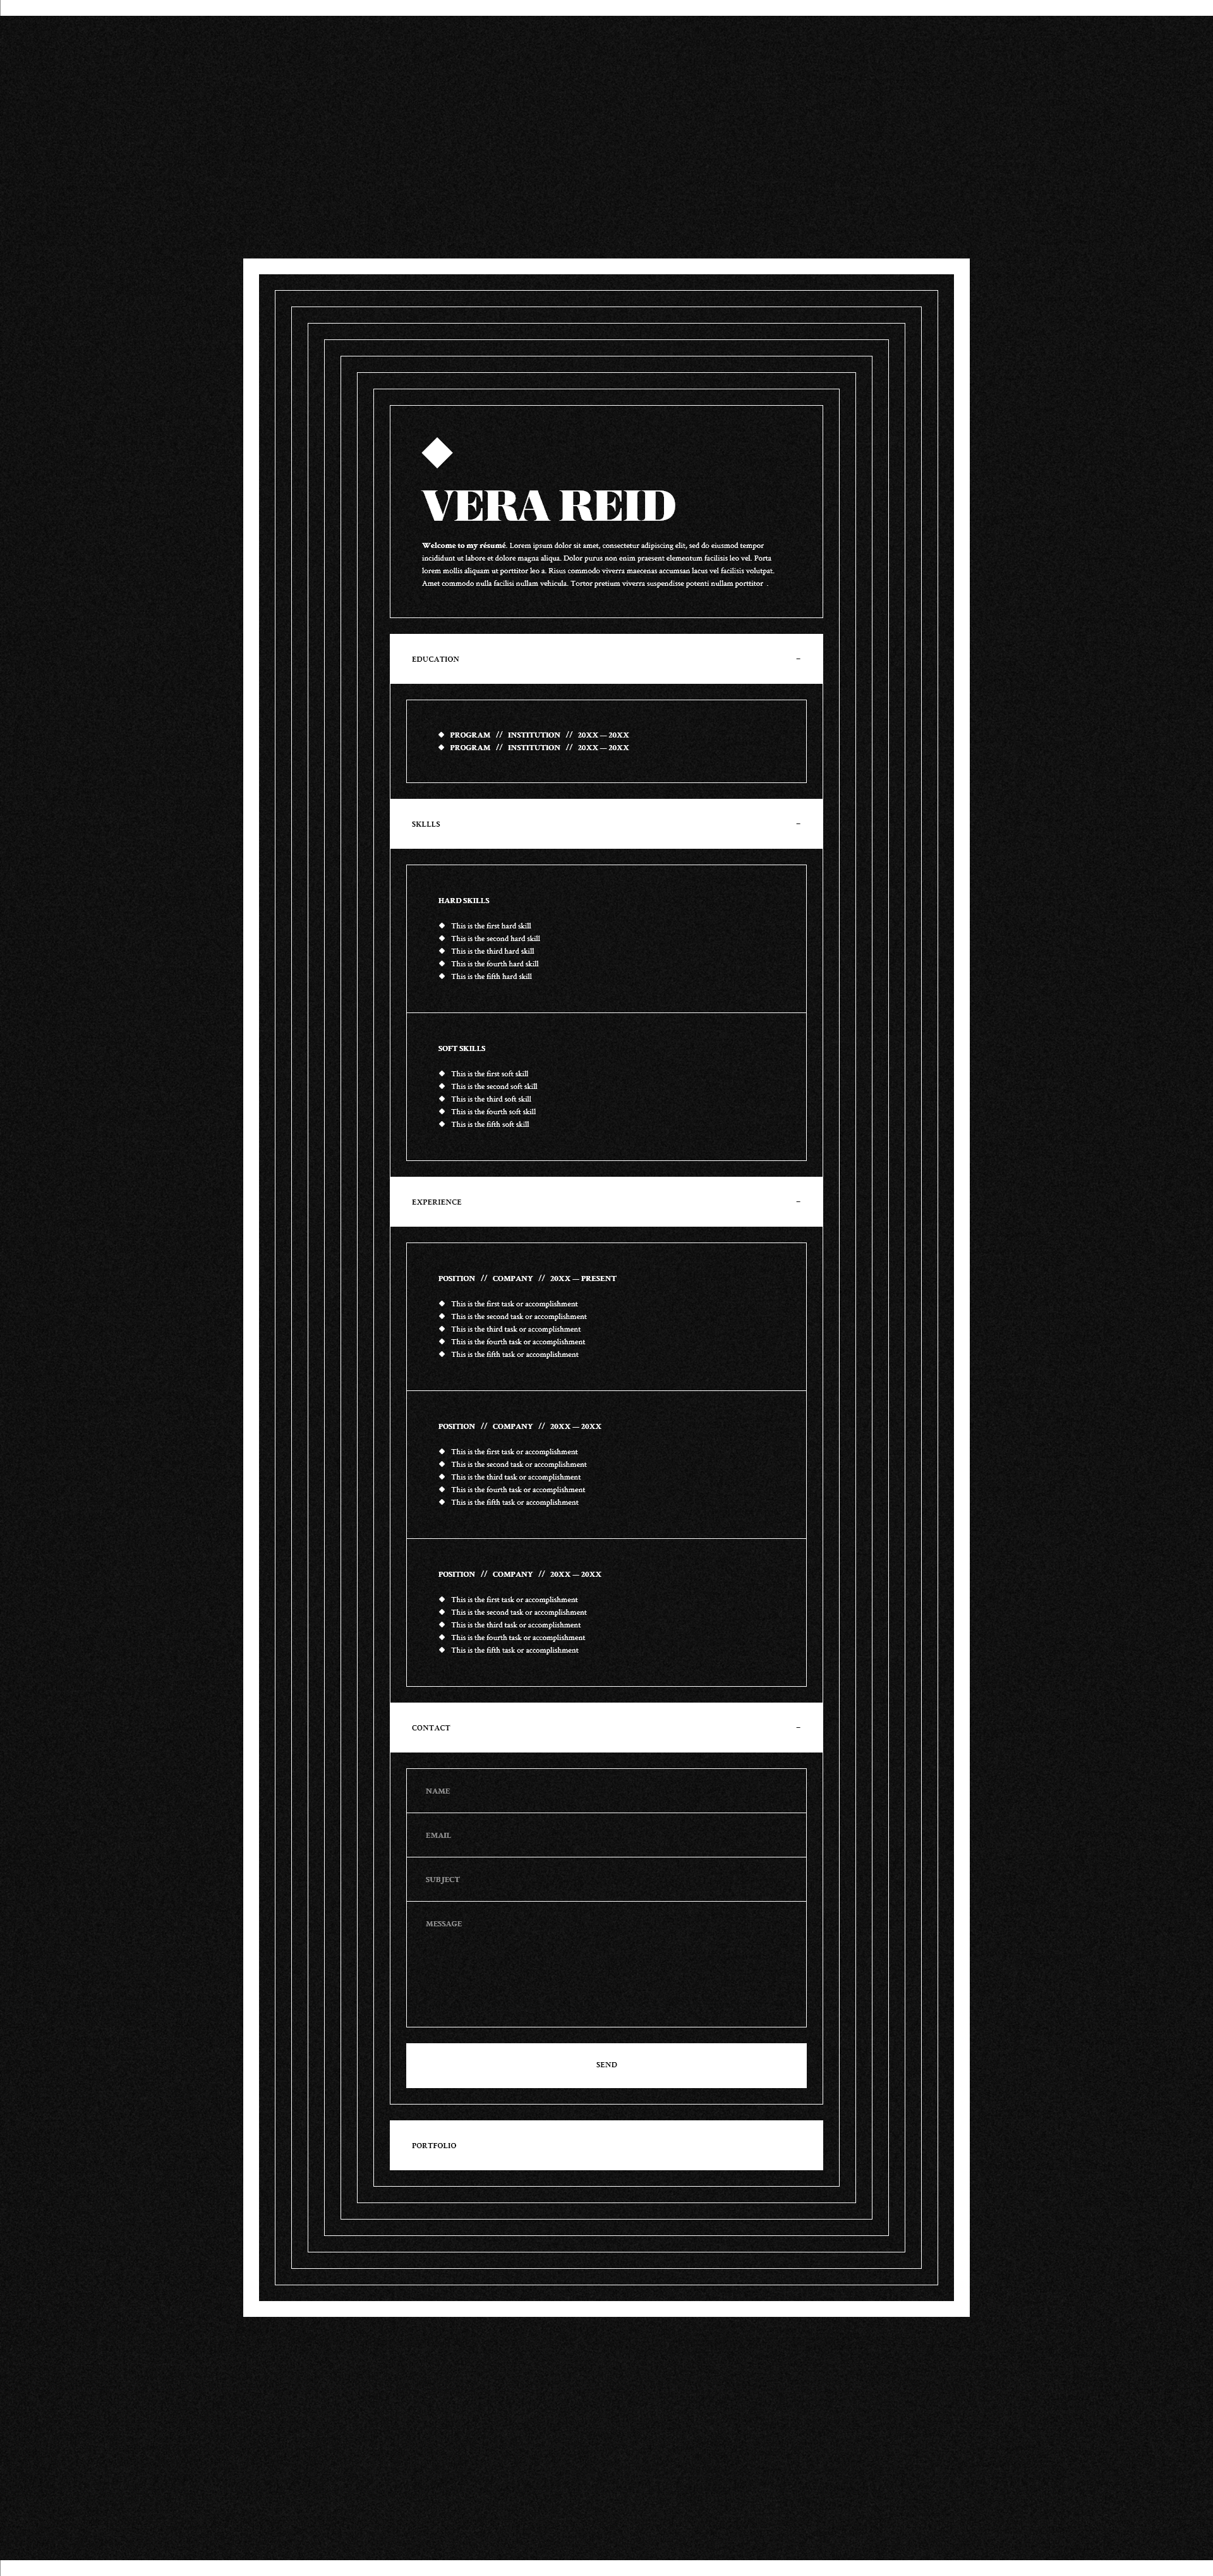 VERA REID
Welcome to my résumé. Lorem ipsum dolor sit amet, consectetur adipiscing elit, sed do eiusmod tempor
incididunt ut labore et dolore magna aliqua. Dolor purus non enim praesent elementum facilisis leo vel. Porta
lorem mollis aliquam ut porttitor leo a. Risus commodo viverra maecenas accumsan lacus vel facilisis volutpat.
Amet commodo nulla facilisi nullam vehicula. Tortor pretium viverra suspendisse potenti nullam porttitor .
EDUCATION –
◆ PROGRAM // INSTITUTION // 20XX — 20XX
◆ PROGRAM // INSTITUTION // 20XX — 20XX
SKLLLS –
HARD SKILLS
◆ This is the first hard skill
◆ This is the second hard skill
◆ This is the third hard skill
◆ This is the fourth hard skill
◆ This is the fifth hard skill
SOFT SKILLS
◆ This is the first soft skill
◆ This is the second soft skill
◆ This is the third soft skill
◆ This is the fourth soft skill
◆ This is the fifth soft skill
EXPERIENCE –
POSITION // COMPANY // 20XX — PRESENT
◆ This is the first task or accomplishment
◆ This is the second task or accomplishment
◆ This is the third task or accomplishment
◆ This is the fourth task or accomplishment
◆ This is the fifth task or accomplishment
POSITION // COMPANY // 20XX — 20XX
◆ This is the first task or accomplishment
◆ This is the second task or accomplishment
◆ This is the third task or accomplishment
◆ This is the fourth task or accomplishment
◆ This is the fifth task or accomplishment
POSITION // COMPANY // 20XX — 20XX
◆ This is the first task or accomplishment
◆ This is the second task or accomplishment
◆ This is the third task or accomplishment
◆ This is the fourth task or accomplishment
◆ This is the fifth task or accomplishment
CONTACT –
NAME
EMAIL
SUBJECT
MESSAGE
SEND
PORTFOLIO